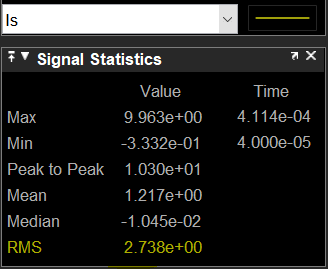 Is
Signal Statistics
Value Time
Max 9.963e+00 4.114e-04
Min -3.332e-01 4.000e-05
Peak to Peak 1.030e+01
Mean 1.217e+00
Median -1.045e-02
RMS 2.738e+00